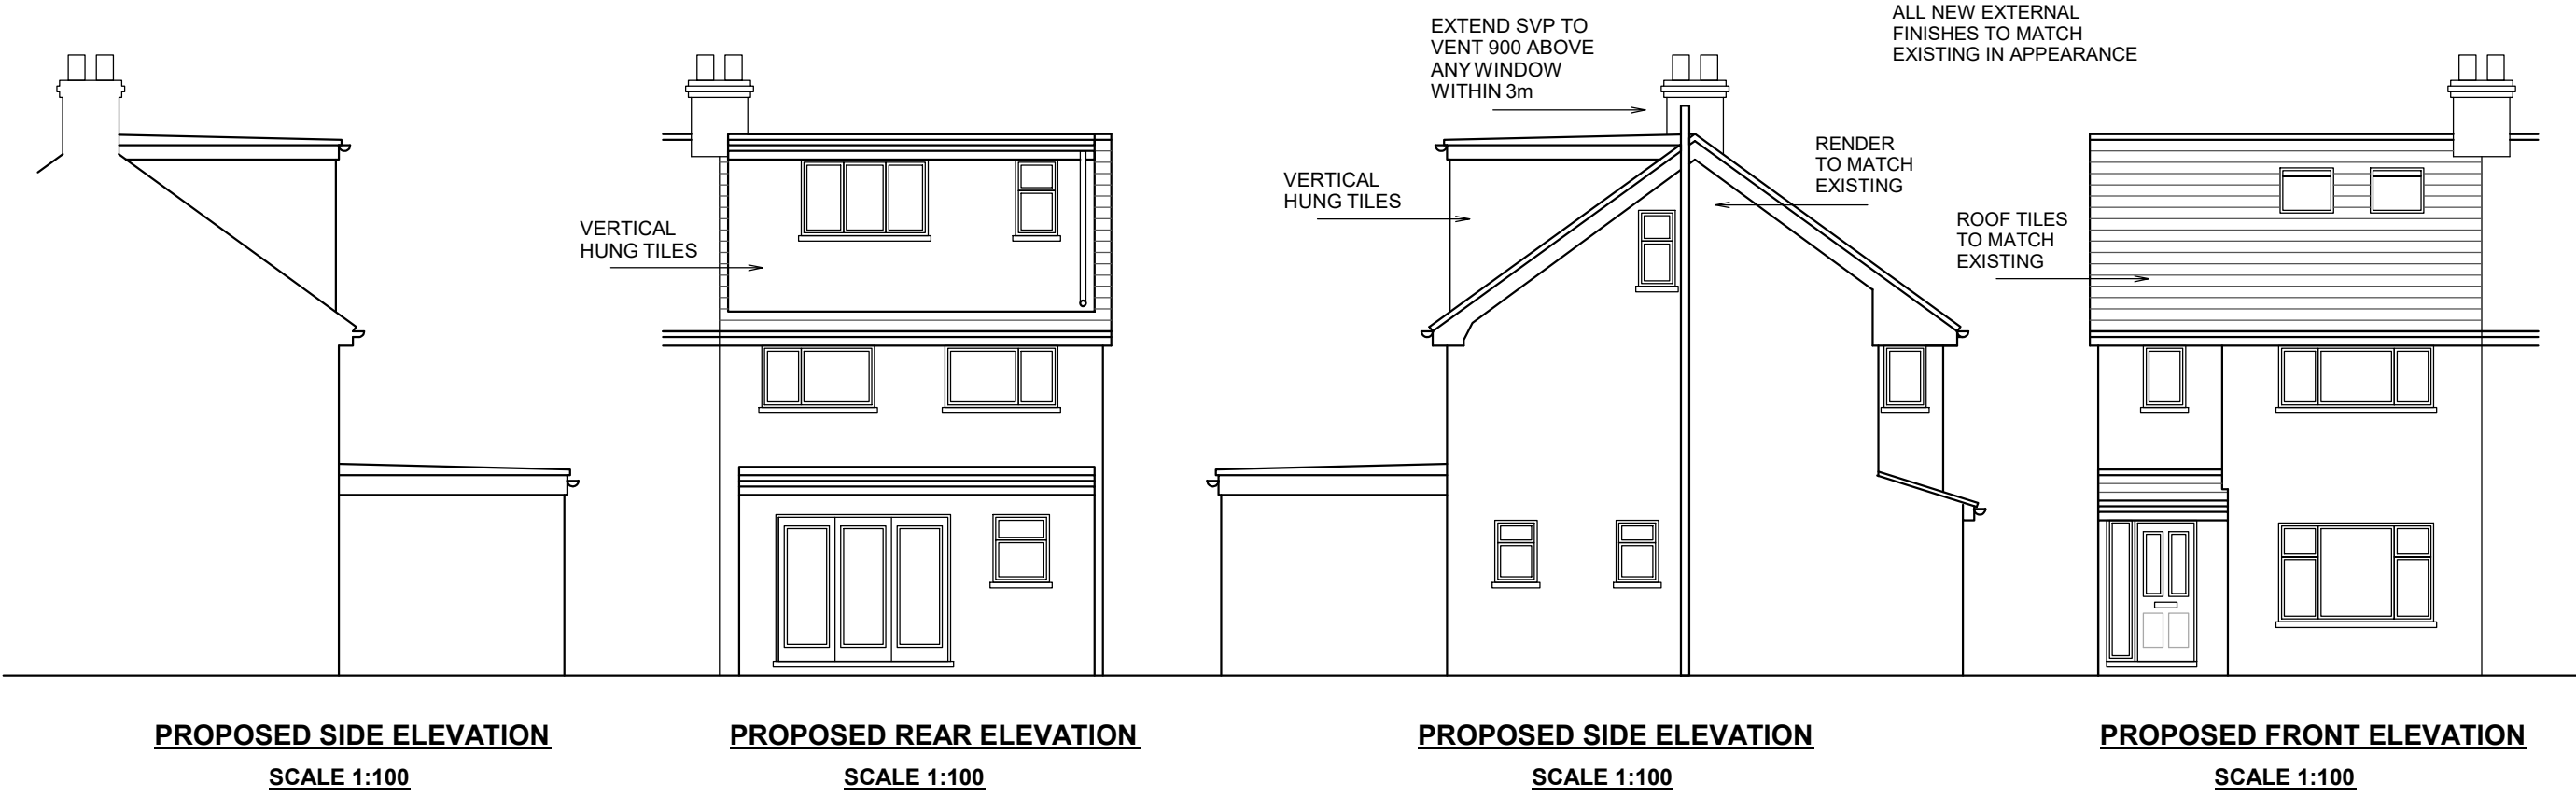 EXTEND SVP TO
VENT 900 ABOVE
ANY WINDOW
WITHIN 3m
ALL NEW EXTERNAL
FINISHES TO MATCH
EXISTING IN APPEARANCE
VERTICAL
HUNG TILES
VERTICAL
HUNG TILES
RENDER
TO MATCH
EXISTING
ROOF TILES
TO MATCH
EXISTING
PROPOSED SIDE ELEVATION
SCALE 1:100
PROPOSED REAR ELEVATION
SCALE 1:100
PROPOSED SIDE ELEVATION
SCALE 1:100
PROPOSED FRONT ELEVATION
SCALE 1:100